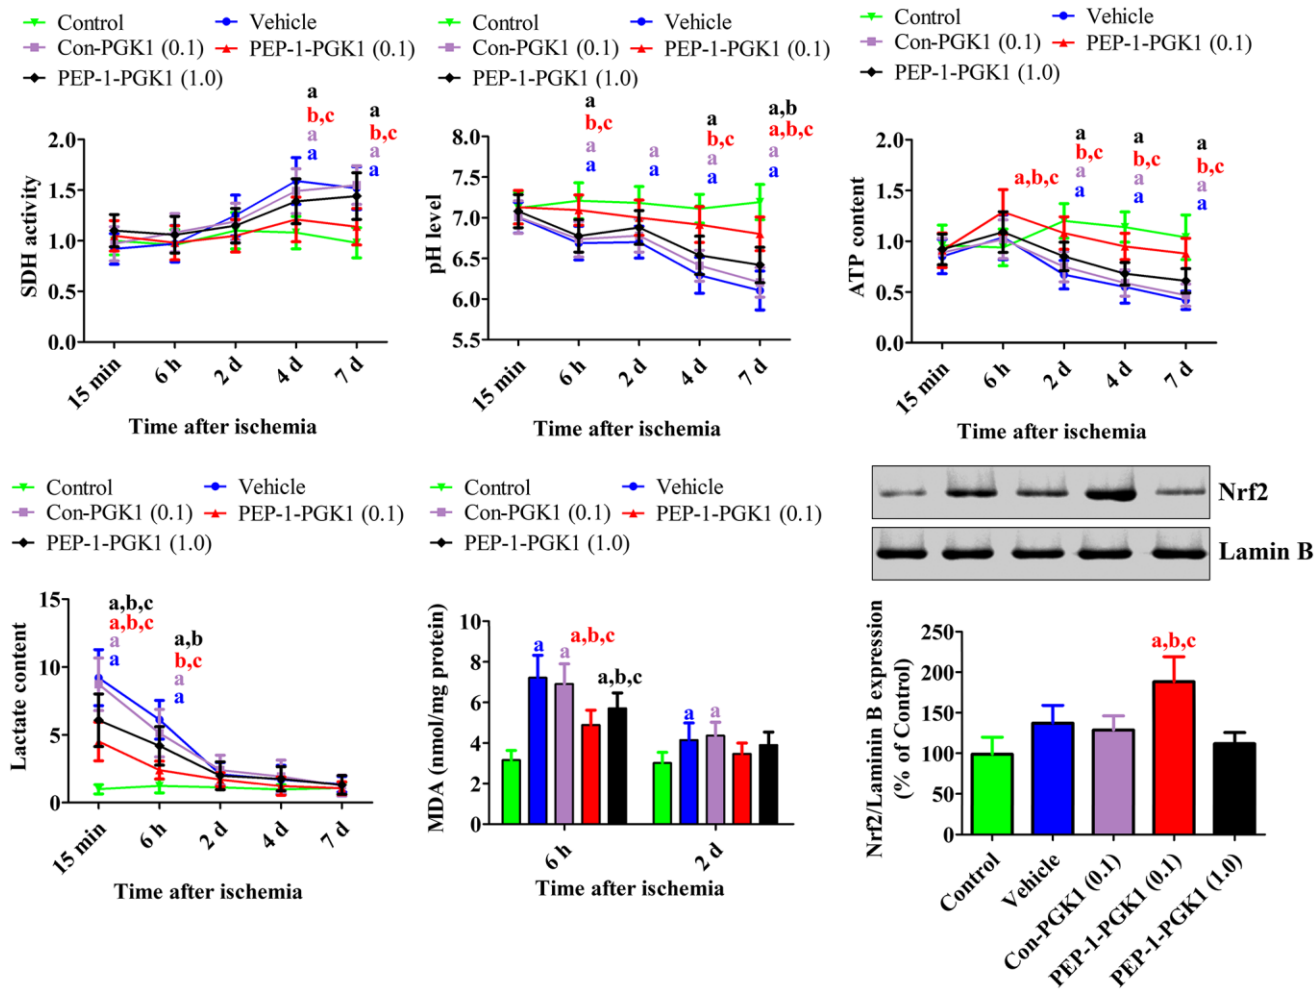 Control Vehicle
Con-PGK1 (0.1) PEP-1-PGK1 (0.1)
PEP-1-PGK1 (1.0)
a a
b,c b,c
a a
a a
SDH activity
2.0
1.5
1.0
0.5
0.0
15 min 6 h 2 d 4 d 7 d
Time after ischemia
Control Vehicle
Con-PGK1 (0.1) PEP-1-PGK1 (0.1)
PEP-1-PGK1 (1.0)
a a a,b
b,c b,c a,b,c
a a a a
a a a a
pH level
8.0
7.5
7.0
6.5
6.0
5.5
15 min 6 h 2 d 4 d 7 d
Time after ischemia
Control Vehicle
Con-PGK1 (0.1) PEP-1-PGK1 (0.1)
PEP-1-PGK1 (1.0)
a a a
b,c b,c b,c
a,b,c a a a
a a a
ATP content
2.0
1.5
1.0
0.5
0.0
15 min 6 h 2 d 4 d 7 d
Time after ischemia
Control Vehicle
Con-PGK1 (0.1) PEP-1-PGK1 (0.1)
PEP-1-PGK1 (1.0)
a,b,c
a,b,c a,b
a b,c
a a
a
Lactate content
15
10
5
0
15 min 6 h 2 d 4 d 7 d
Time after ischemia
Control Vehicle
Con-PGK1 (0.1) PEP-1-PGK1 (0.1)
PEP-1-PGK1 (1.0)
a a a,b,c
a,b,c
a a
MDA (nmol/mg protein)
10
8
6
4
2
0
6 h 2 d
Time after ischemia
Nrf2
Lamin B
a,b,c
Nrf2/Lamin B expression
(% of Control)
250
200
150
100
50
0
Control Vehicle Con-PGK1 (0.1) PEP-1-PGK1 (0.1) PEP-1-PGK1 (1.0)